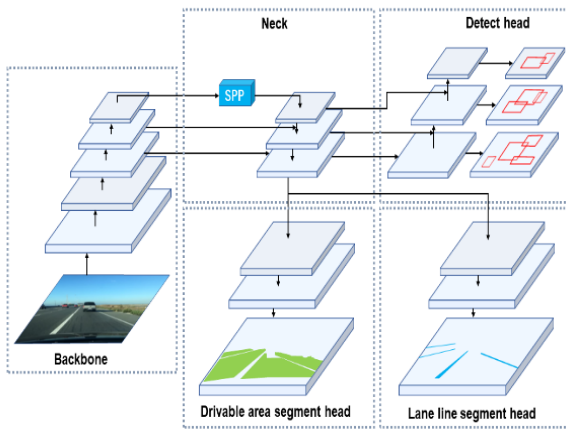 Neck
Detect head
SPP
Backbone
Drivable area segment head
Lane line segment head